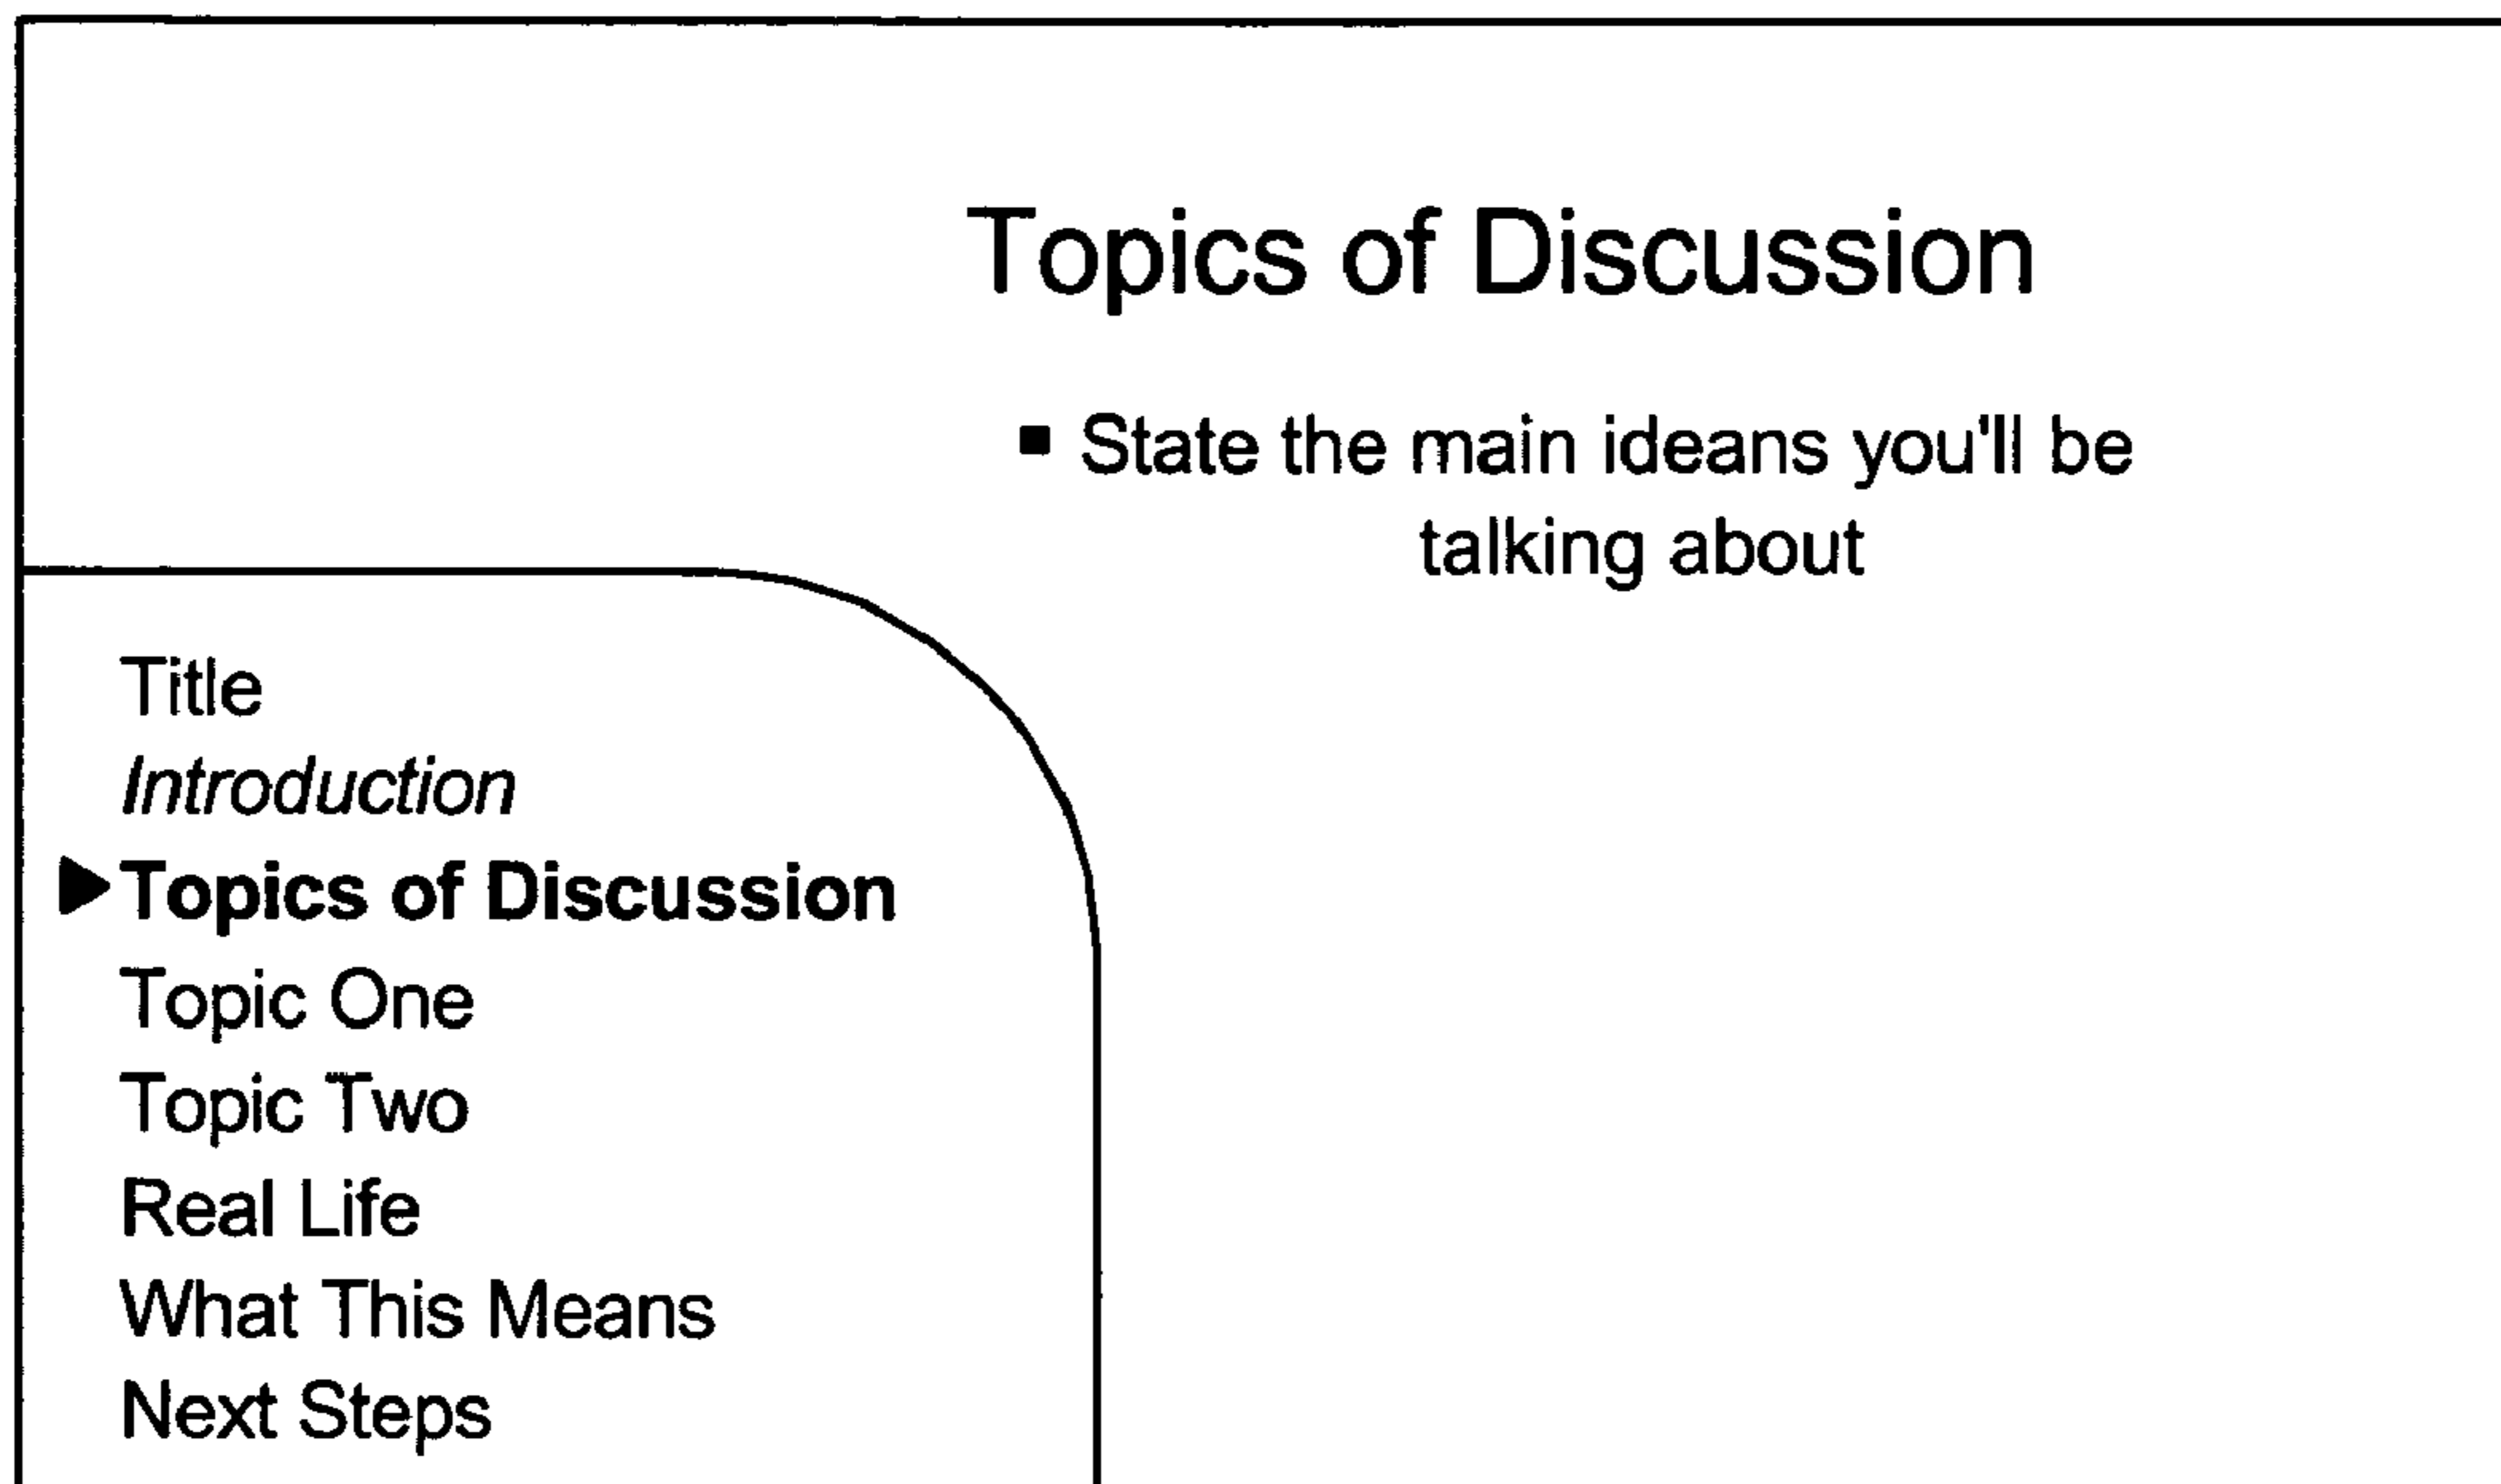 Topics of Discussion
■ State the main ideans you'll be
talking about
Title
Introduction
▶Topics of Discussion
Topic One
Topic Two
Real Life
What This Means
Next Steps